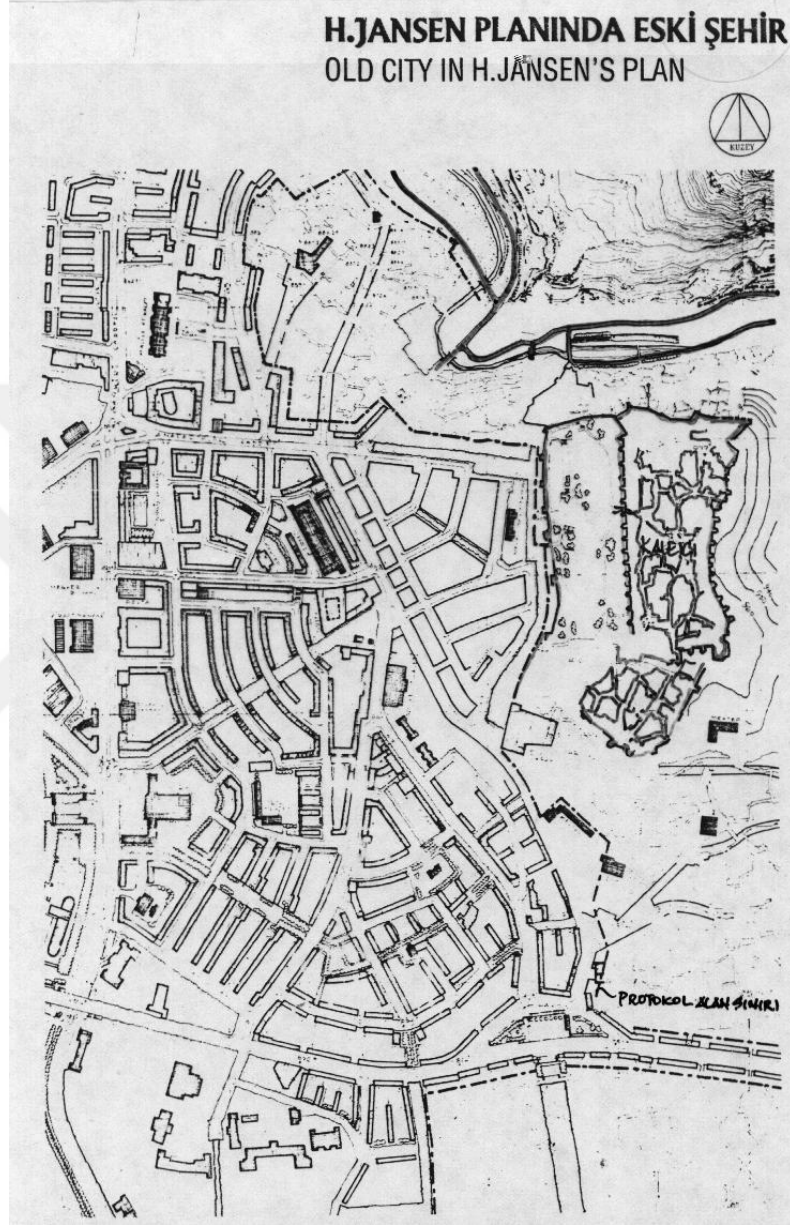 H.JANSEN PLANINDA ESKİ ŞEHİR
OLD CITY IN H.JANSEN'S PLAN
KUZEY
KALEİÇİ
PROTOKOL ALAN SINIRI